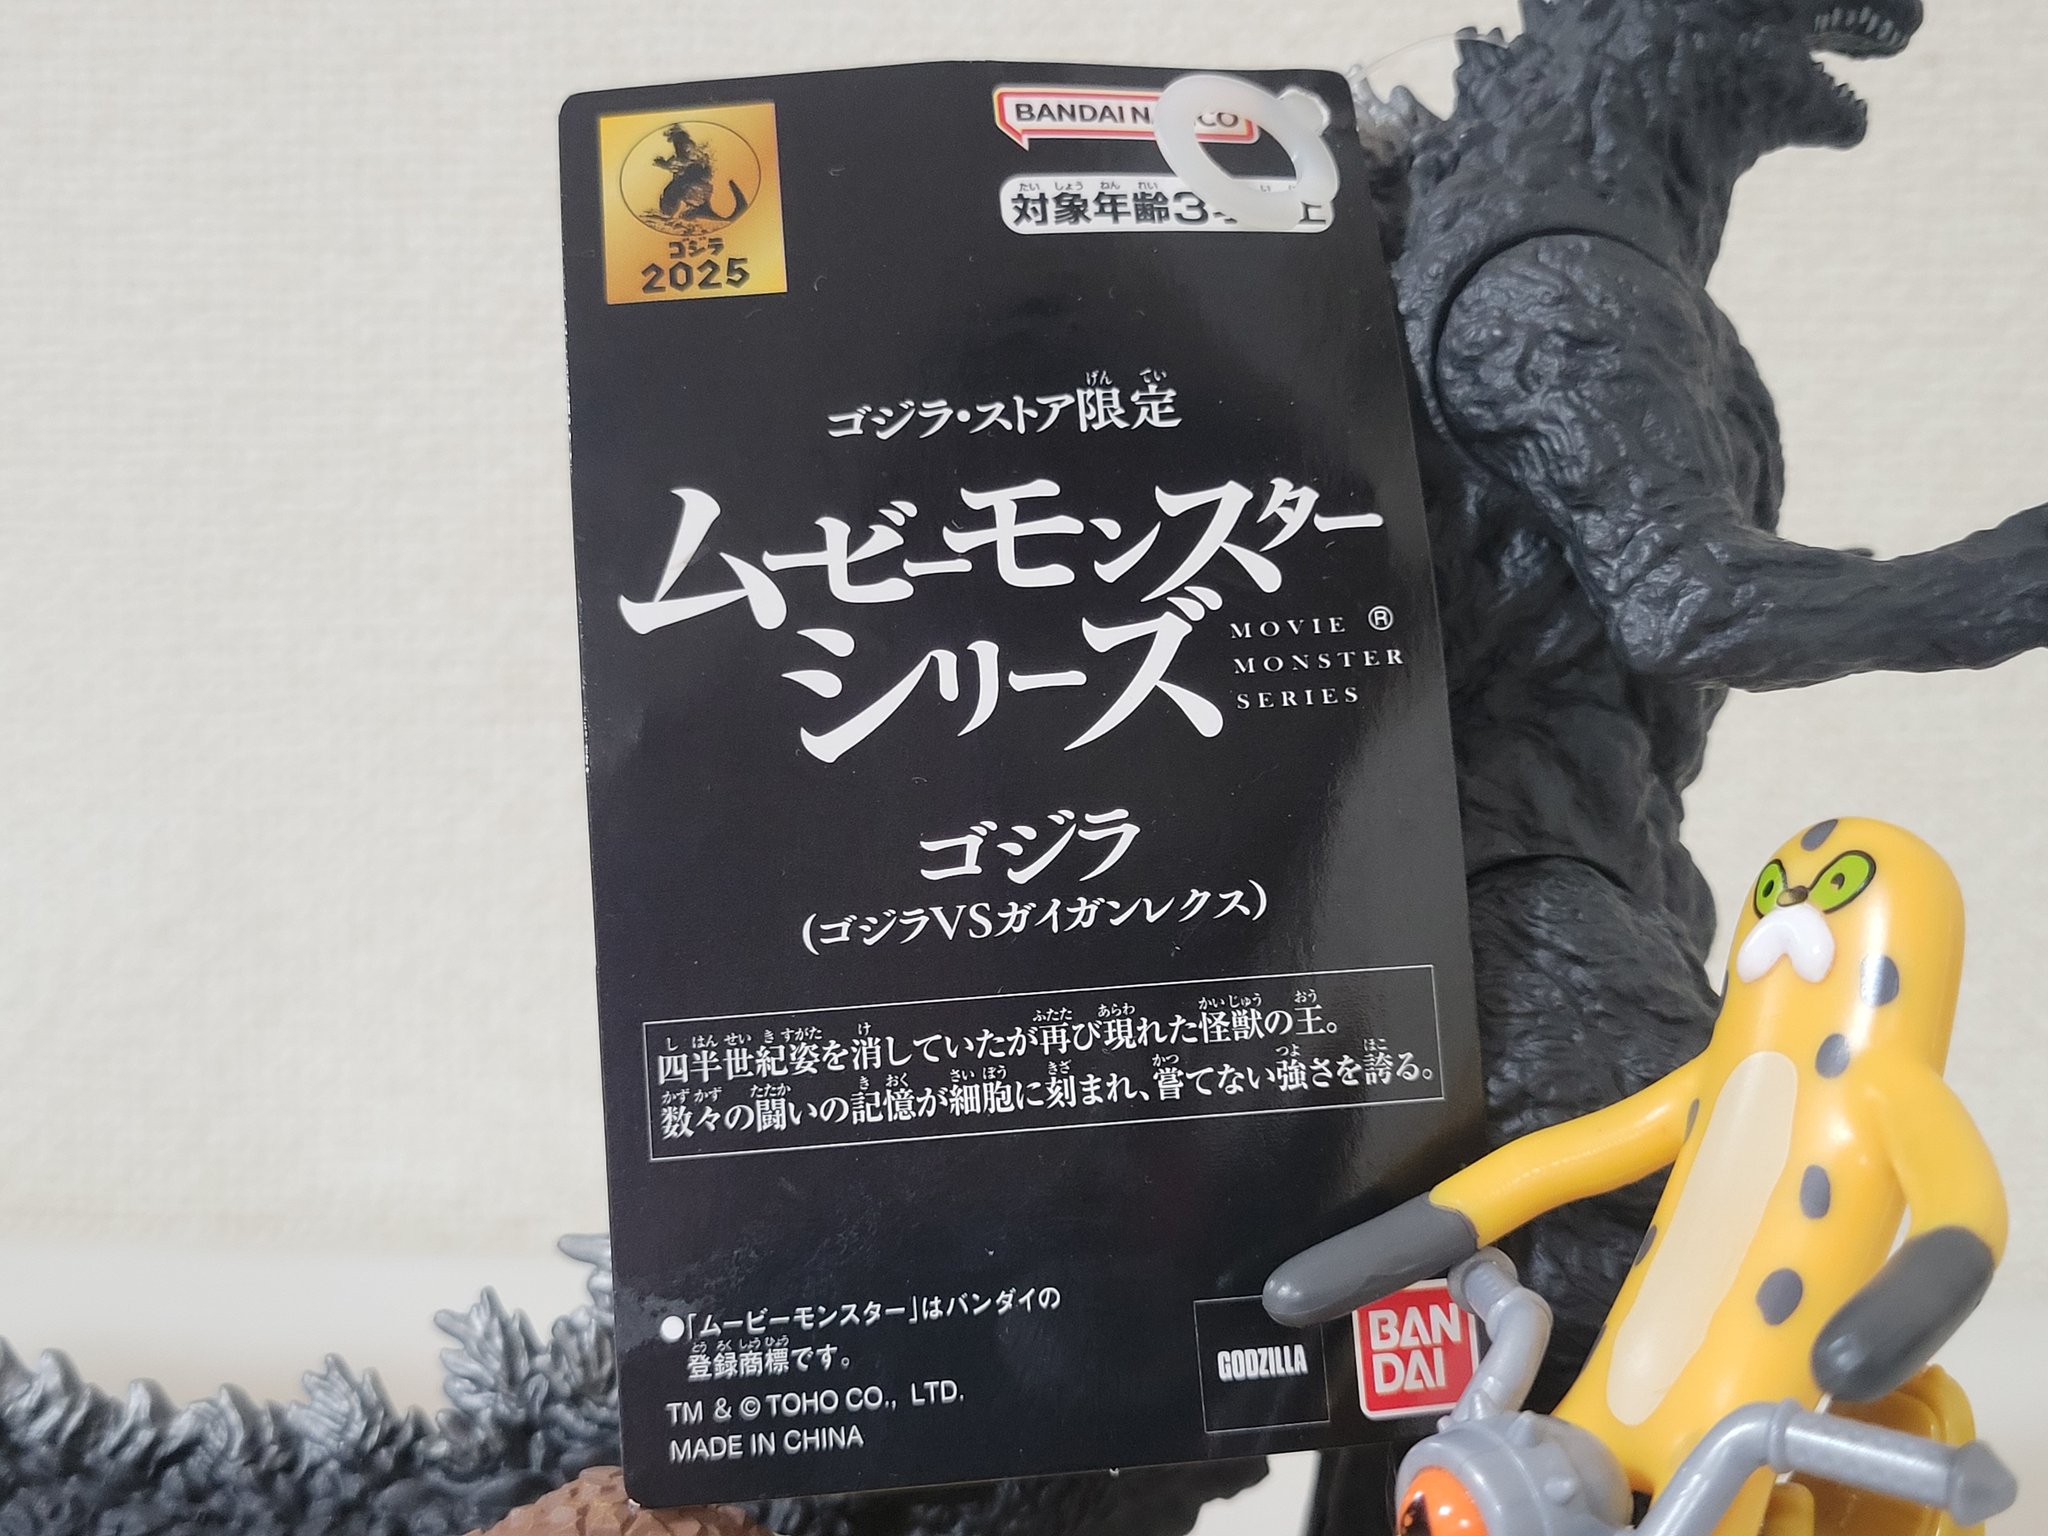 ゴジラ
2025
BANDAI
対象年齢3
ゴジラ・ストア限定
ムービーモンスター
シリーズ
MOVIE ®
MONSTER
SERIES
ゴジラ
(ゴジラVSガイガンレクス)
四半世紀姿を消していたが再び現れた怪獣の王。
数々の闘いの記憶が細胞に刻まれ、嘗てない強さを誇る。
●「ムービーモンスター」はバンダイの
登録商標です。
TM & © TOHO CO., LTD.
MADE IN CHINA
GODZILLA
BAN
DAI